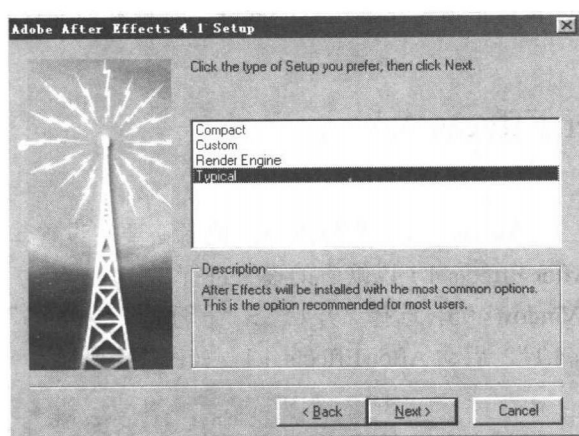 Adobe After Effects 4.1 Setup
Click the type of Setup you prefer, then click Next.
Compact
Custom
Render Engine
Typical
Description
After Effects will be installed with the most common options.
This is the option recommended for most users.
< Back
Next >
Cancel